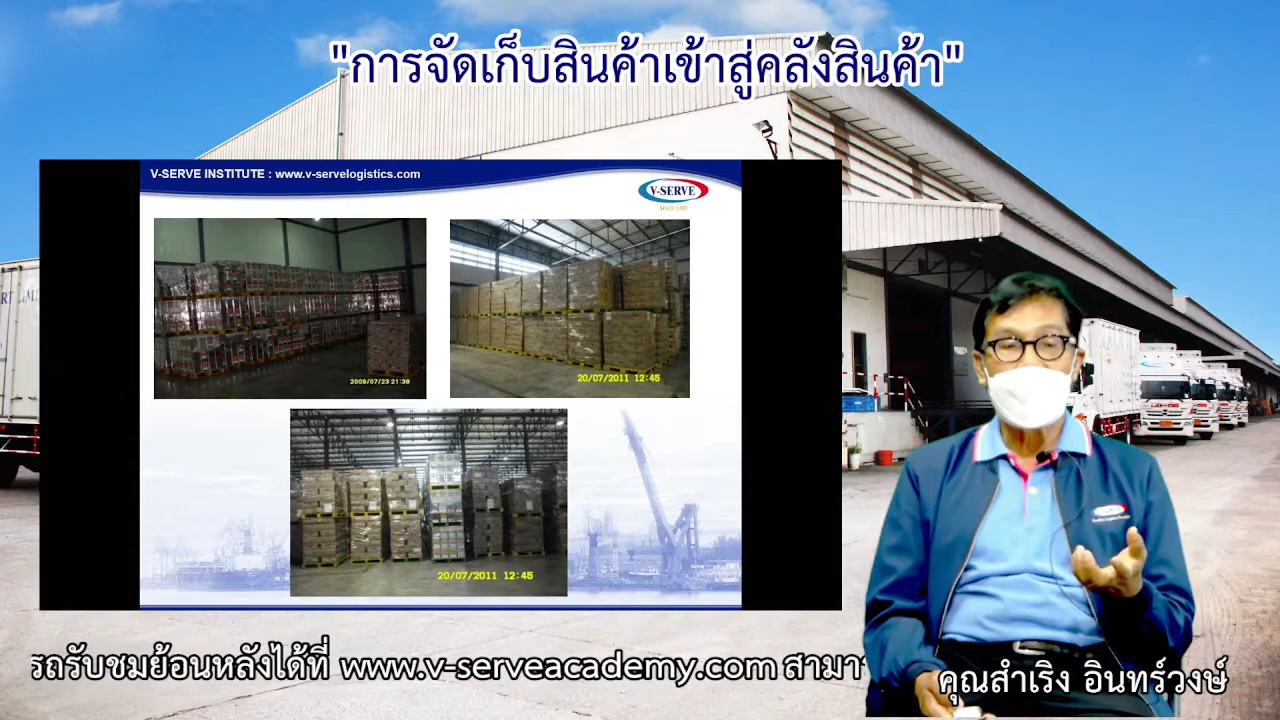 "การจัดเก็บสินค้าเข้าสู่คลังสินค้า"
V-SERVE INSTITUTE : www.v-servelogistics.com
V-SERVE
2009/07/23 21:39
20/07/2011 12:45
20/07/2011 12:45
รถรับชมย้อนหลังได้ที่ www.v-serveacademy.com สามา
คุณสำเริง อินทร์วงษ์